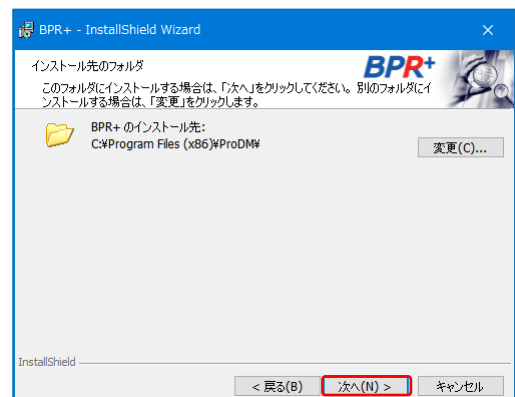 BPR+ - InstallShield Wizard
インストール先のフォルダ
BPR+
このフォルダにインストールする場合は、「次へ」をクリックしてください。別のフォルダにイ
ンストールする場合は、「変更」をクリックします。
BPR+ のインストール先:
C:¥Program Files (x86)¥ProDM¥
変更(C)...
InstallShield
< 戻る(B)
次へ(N) >
キャンセル